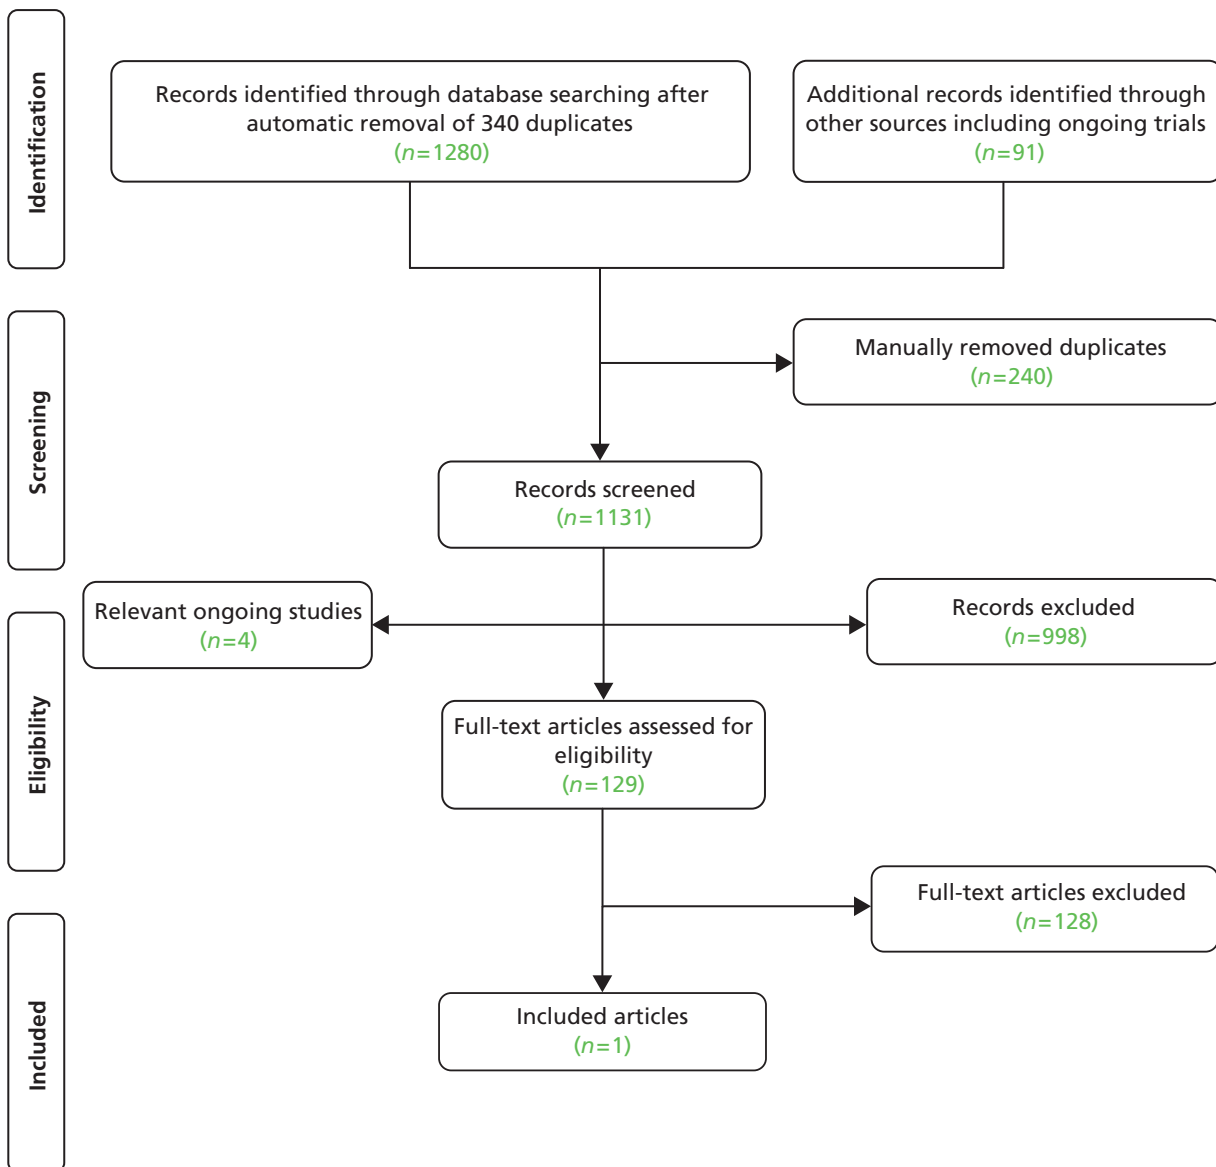 Identification
Records identified through database searching after
automatic removal of 340 duplicates
(n=1280)
Additional records identified through
other sources including ongoing trials
(n=91)
Screening
Manually removed duplicates
(n=240)
Records screened
(n=1131)
Eligibility
Relevant ongoing studies
(n=4)
Records excluded
(n=998)
Full-text articles assessed for
eligibility
(n=129)
Included
Full-text articles excluded
(n=128)
Included articles
(n=1)